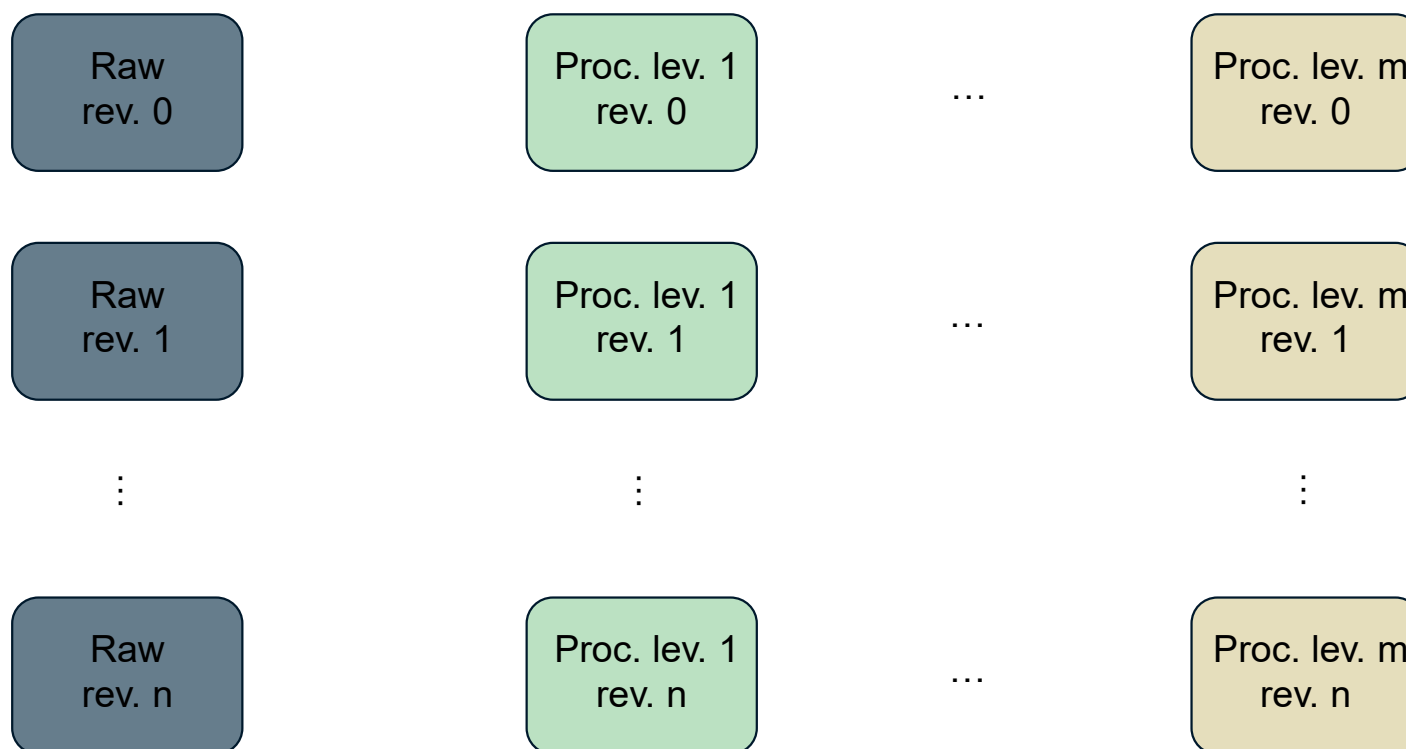 Raw
rev. 0
Proc. lev. 1
rev. 0
...
Proc. lev. m
rev. 0
Raw
rev. 1
Proc. lev. 1
rev. 1
...
Proc. lev. m
rev. 1
⋮
⋮
⋮
Raw
rev. n
Proc. lev. 1
rev. n
...
Proc. lev. m
rev. n